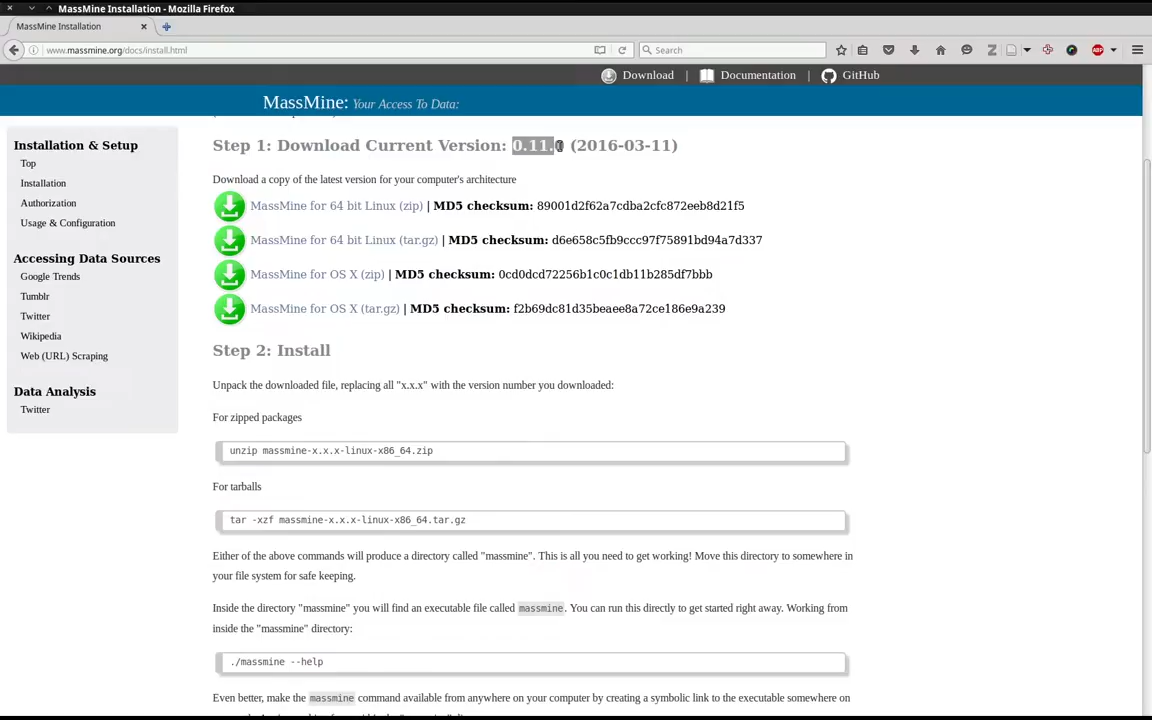 MassMine Installation - Mozilla Firefox
MassMine Installation
www.massmine.org/docs/install.html
Search
ABP
Download | Documentation | GitHub
MassMine: Your Access To Data:
Installation & Setup
Top
Installation
Authorization
Usage & Configuration
Accessing Data Sources
Google Trends
Tumblr
Twitter
Wikipedia
Web (URL) Scraping
Data Analysis
Twitter
Step 1: Download Current Version: 0.11.0 (2016-03-11)
Download a copy of the latest version for your computer's architecture
MassMine for 64 bit Linux (zip) | MD5 checksum: 89001d2f62a7cdba2cfc872eeb8d21f5
MassMine for 64 bit Linux (tar.gz) | MD5 checksum: d6e658c5fb9ccc97f75891bd94a7d337
MassMine for OS X (zip) | MD5 checksum: 0cd0dcd72256b1c0c1db11b285df7bbb
MassMine for OS X (tar.gz) | MD5 checksum: f2b69dc81d35beaee8a72ce186e9a239
Step 2: Install
Unpack the downloaded file, replacing all "x.x.x" with the version number you downloaded:
For zipped packages
unzip massmine-x.x.x-linux-x86_64.zip
For tarballs
tar -xzf massmine-x.x.x-linux-x86_64.tar.gz
Either of the above commands will produce a directory called "massmine". This is all you need to get working! Move this directory to somewhere in
your file system for safe keeping.
Inside the directory "massmine" you will find an executable file called massmine. You can run this directly to get started right away. Working from
inside the "massmine" directory:
./massmine --help
Even better, make the massmine command available from anywhere on your computer by creating a symbolic link to the executable somewhere on